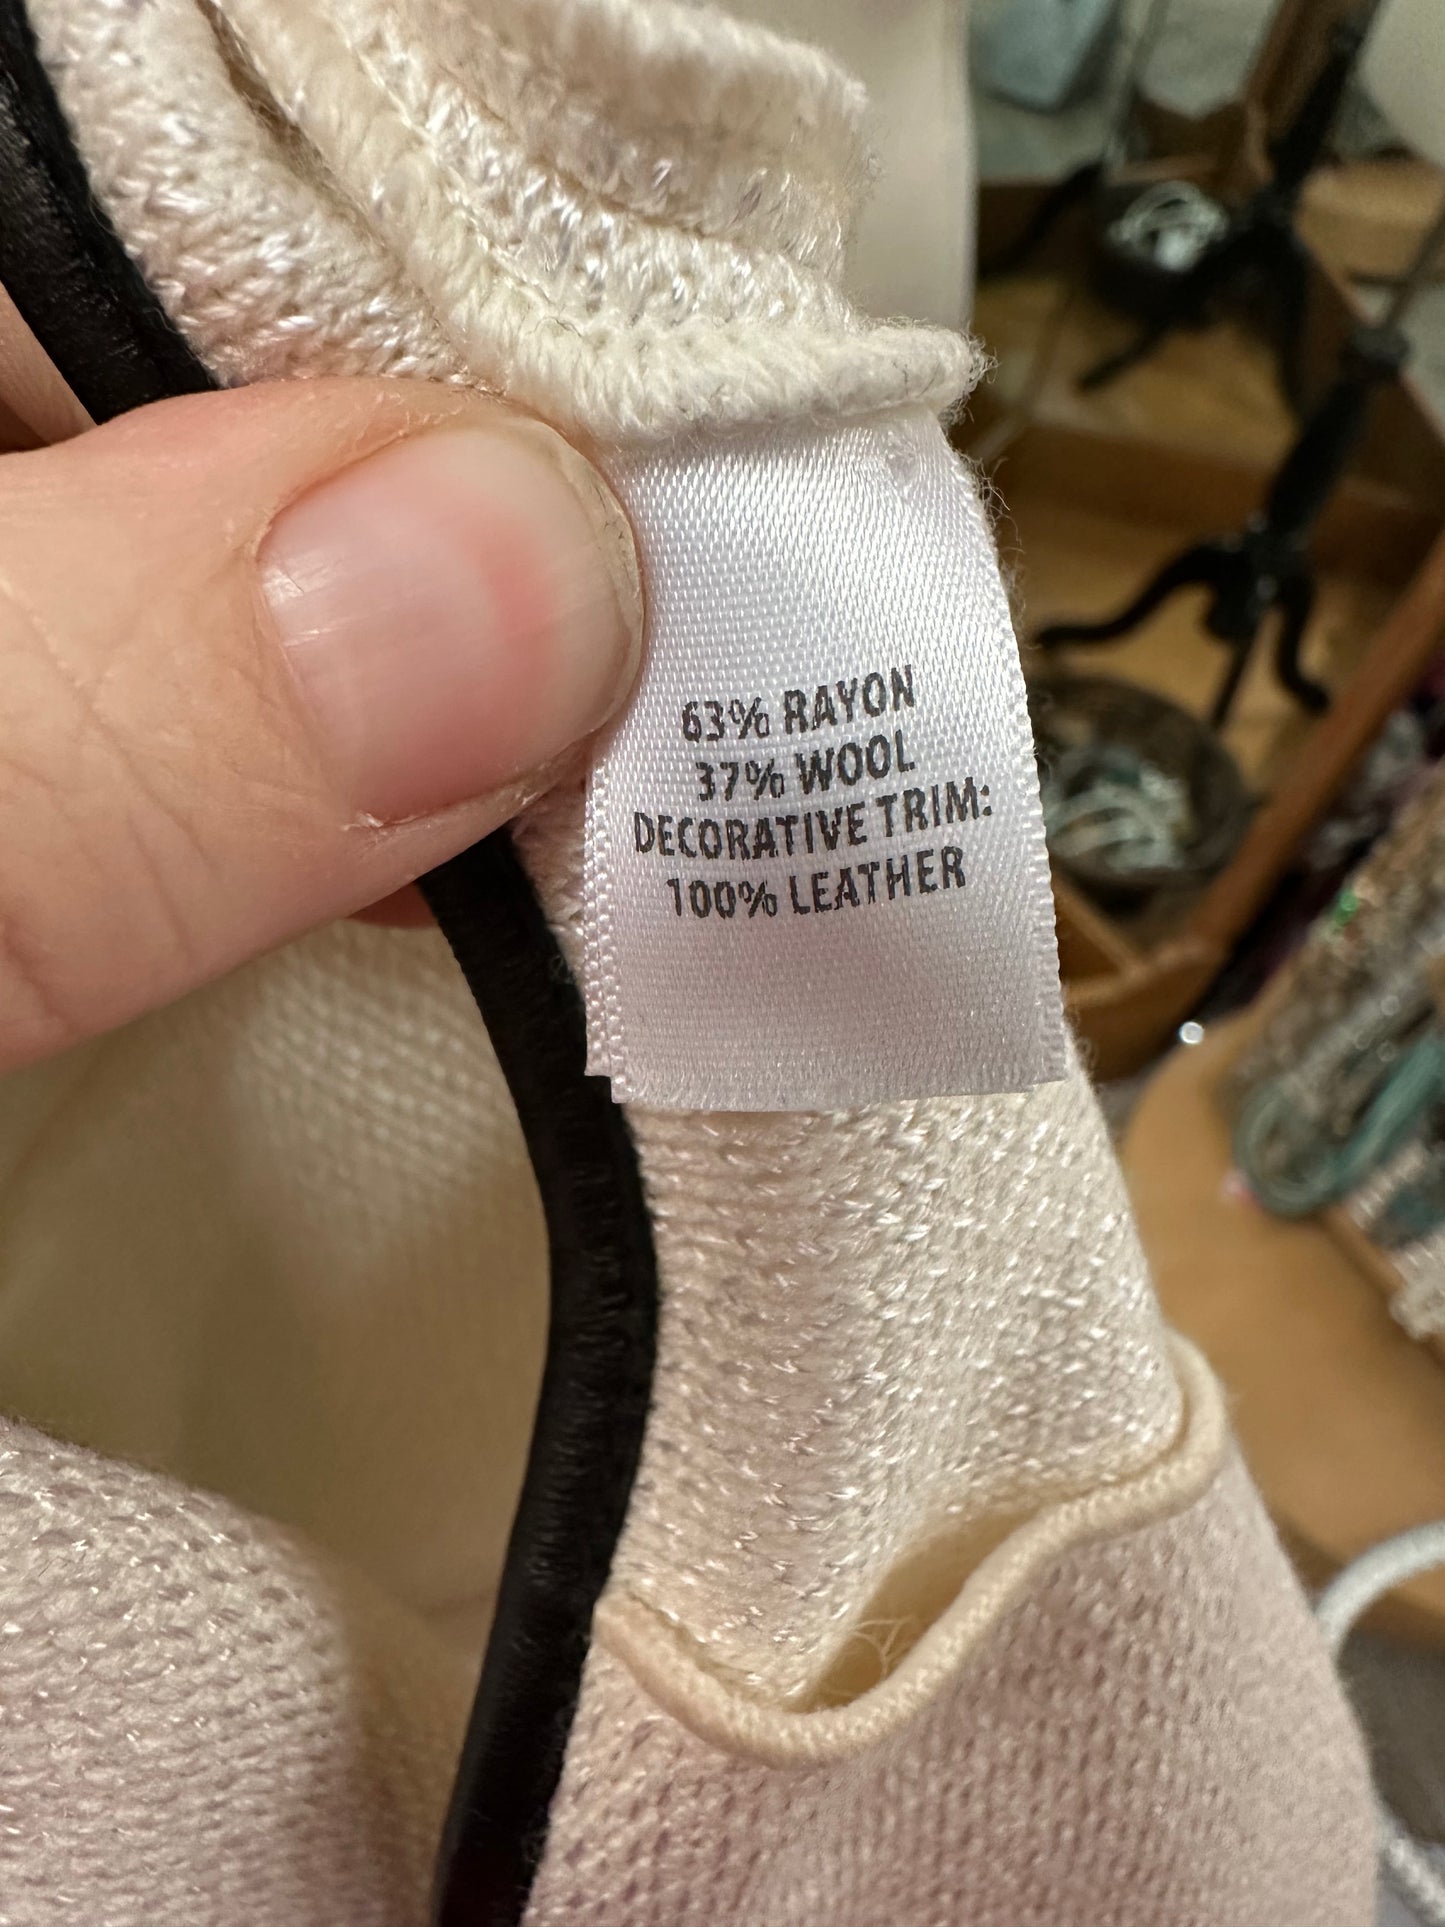 63% RAYON
37% WOOL
DECORATIVE TRIM:
100% LEATHER